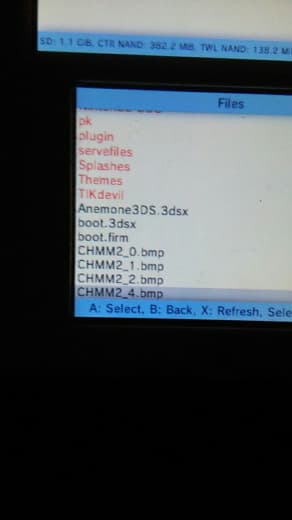 SD: 1.1 GiB, CTR NAND: 382.2 MiB, TWL NAND: 138.2 Mi
Files
pk
plugin
servefiles
Splashes
Themes
TIKdevil
Anemone3DS.3dsx
boot.3dsx
boot.firm
CHMM2_0.bmp
CHMM2_1.bmp
CHMM2_2.bmp
CHMM2_4.bmp
A: Select, B: Back, X: Refresh, Sele